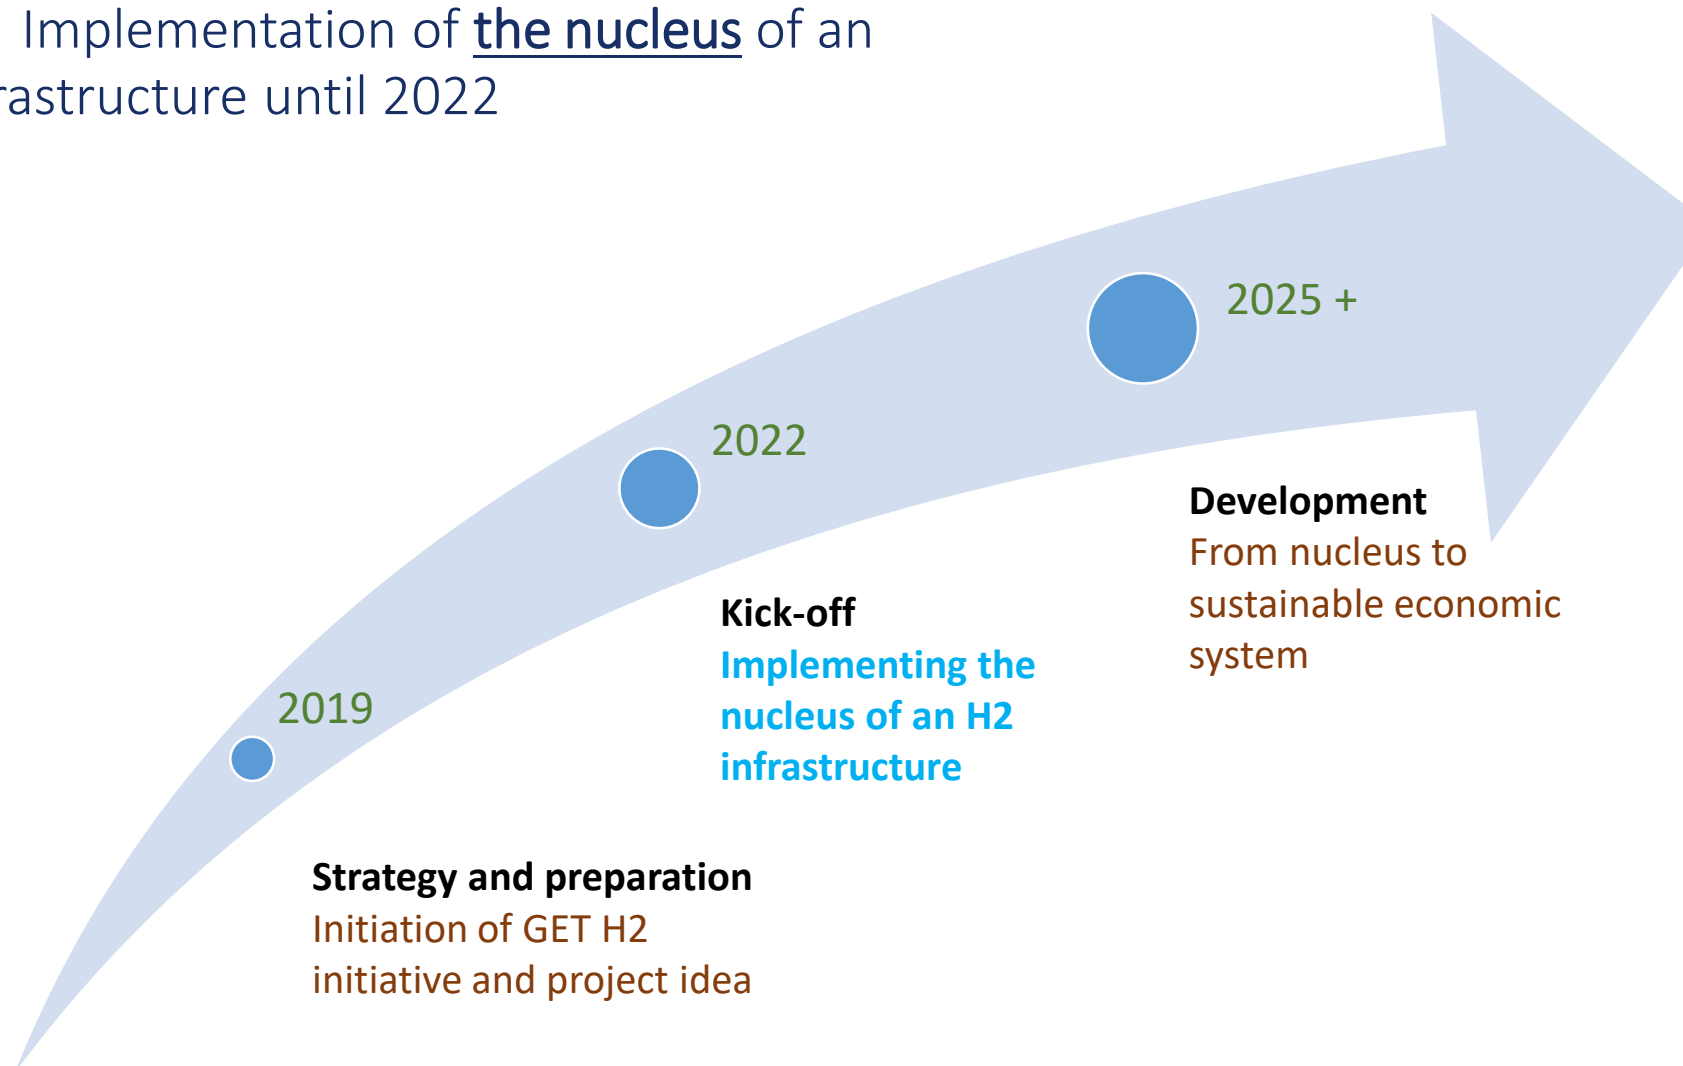 Implementation of the nucleus of an
rastructure until 2022
2025 +
2022
Development
From nucleus to
sustainable economic
system
Kick-off
Implementing the
nucleus of an H2
infrastructure
2019
Strategy and preparation
Initiation of GET H2
initiative and project idea